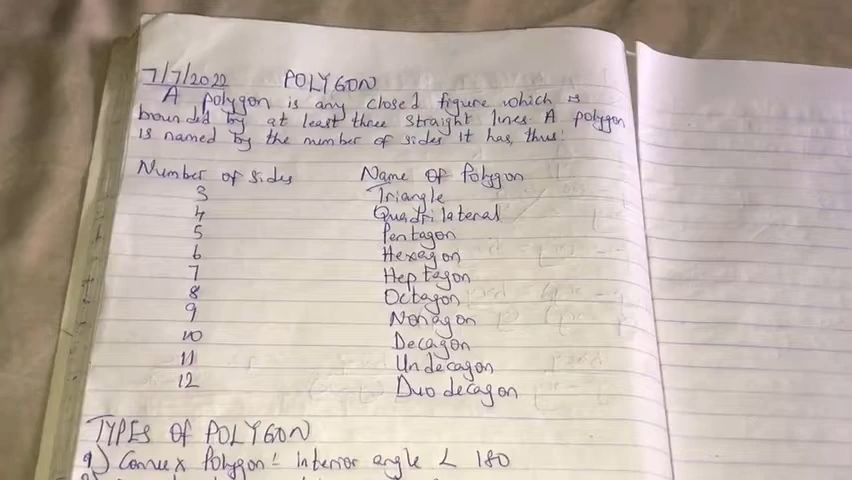 7/7/2022 POLYGON
A polygon is any closed figure which is
bounded by at least three straight lines. A polygon
is named by the number of sides it has, thus:
Number of sides Name of Polygon
3 Triangle
4 Quadrilateral
5 Pentagon
6 Hexagon
7 Heptagon
8 Octagon
9 Nonagon
10 Decagon
11 Undecagon
12 Duodecagon
TYPES OF POLYGON
1) Convex Polygon: interior angle < 180